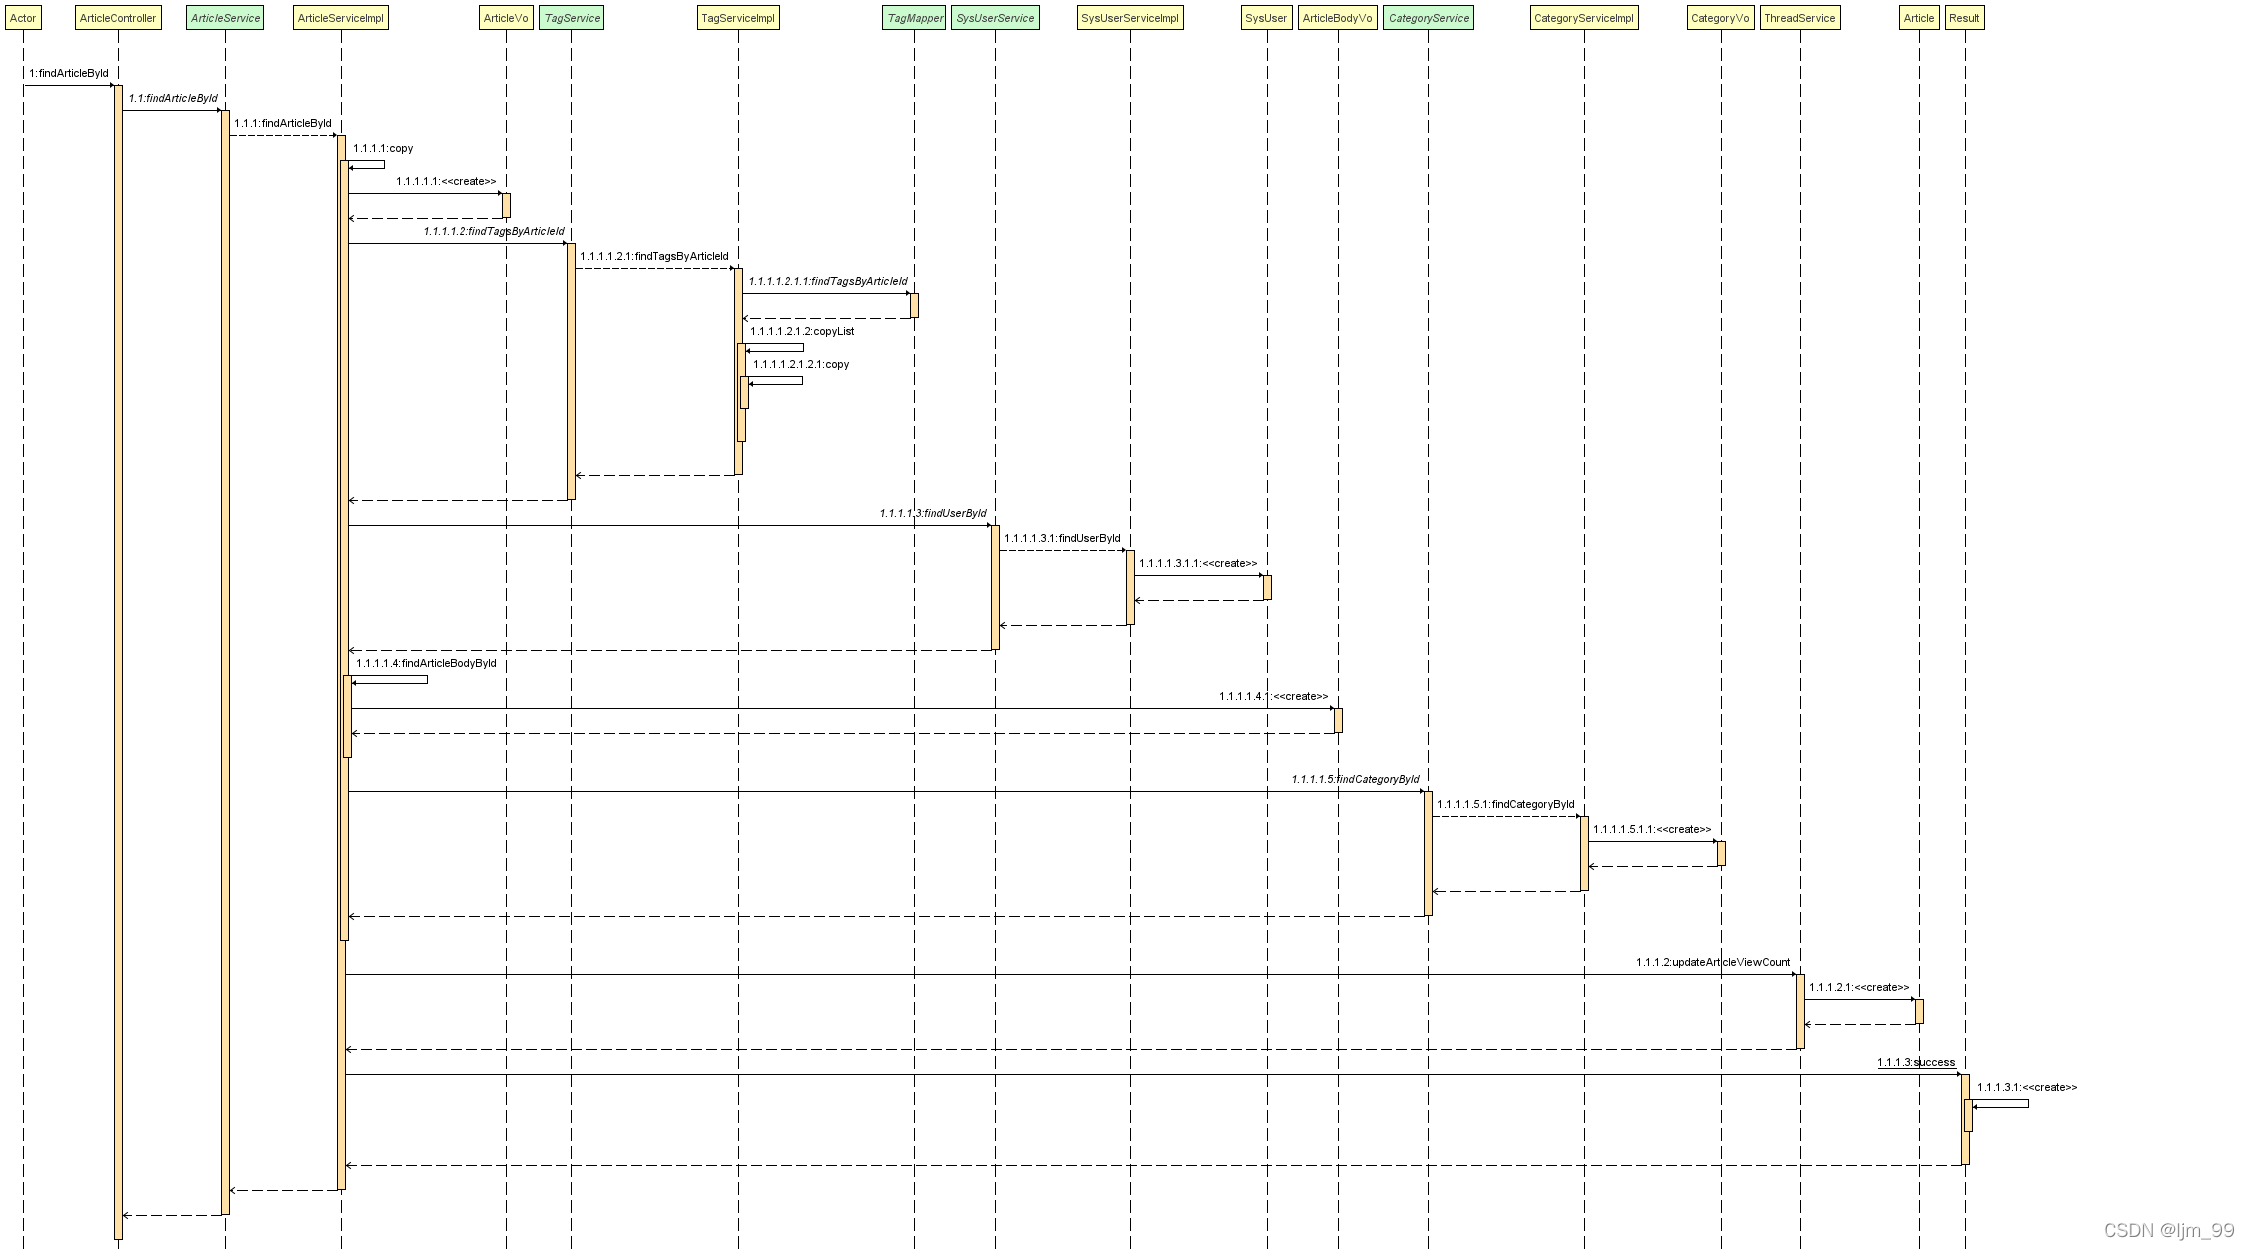 Actor
ArticleController
ArticleService
ArticleServiceImpl
ArticleVo
TagService
TagServiceImpl
TagMapper
SysUserService
SysUserServiceImpl
SysUser
ArticleBodyVo
CategoryService
CategoryServiceImpl
CategoryVo
ThreadService
Article
Result
1:findArticleById
1.1:findArticleById
1.1.1:findArticleById
1.1.1.1:copy
1.1.1.1.1:<<create>>
1.1.1.1.2:findTagsByArticleId
1.1.1.1.2.1:findTagsByArticleId
1.1.1.1.2.1.1:findTagsByArticleId
1.1.1.1.2.1.2:copyList
1.1.1.1.2.1.2.1:copy
1.1.1.1.3:findUserById
1.1.1.1.3.1:findUserById
1.1.1.1.3.1.1:<<create>>
1.1.1.1.4:findArticleBodyById
1.1.1.1.4.1:<<create>>
1.1.1.1.5:findCategoryById
1.1.1.1.5.1:findCategoryById
1.1.1.1.5.1.1:<<create>>
1.1.1.2:updateArticleViewCount
1.1.1.2.1:<<create>>
1.1.1.3:success
1.1.1.3.1:<<create>>
CSDN @ljm_99